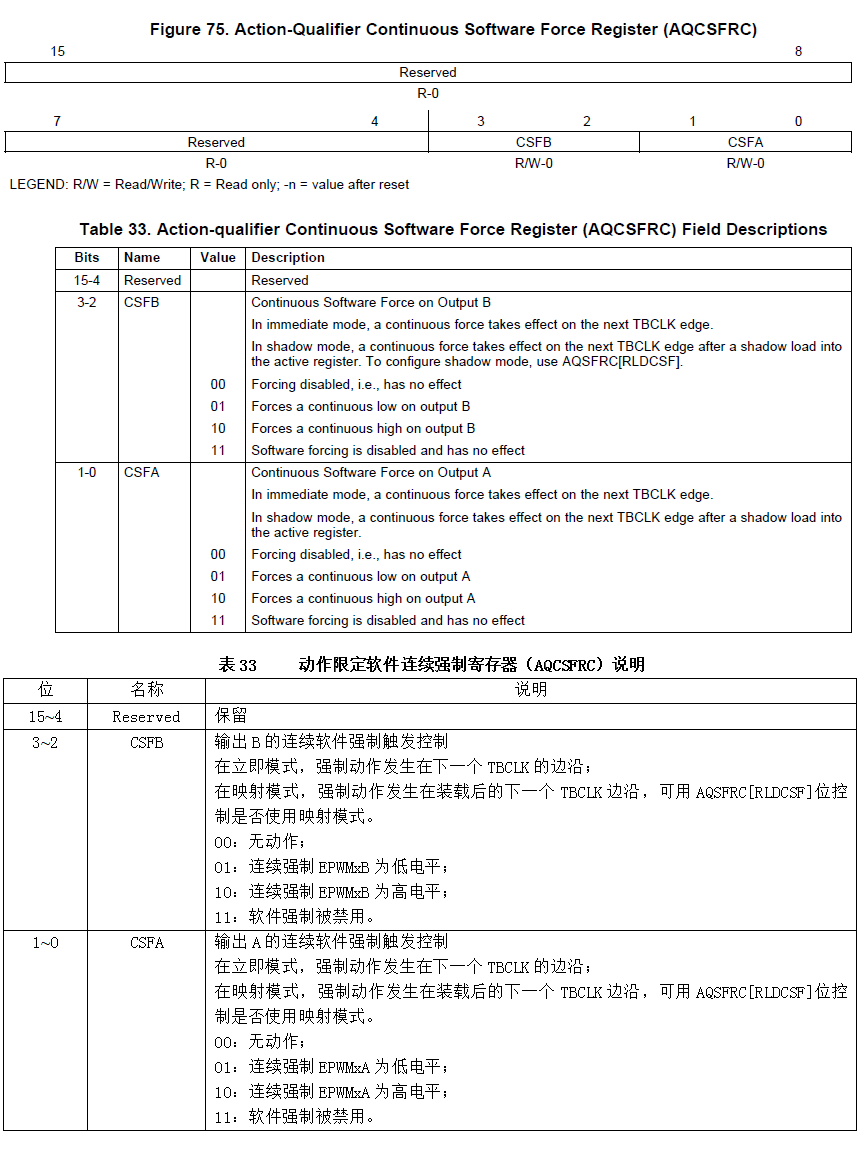 Figure 75. Action-Qualifier Continuous Software Force Register (AQCSFRC)
15 8
Reserved
R-0
7 4 3 2 1 0
Reserved CSFB CSFA
R-0 R/W-0 R/W-0
LEGEND: R/W = Read/Write; R = Read only; -n = value after reset
Table 33. Action-qualifier Continuous Software Force Register (AQCSFRC) Field Descriptions
Bits Name Value Description
15-4 Reserved Reserved
3-2 CSFB Continuous Software Force on Output B
In immediate mode, a continuous force takes effect on the next TBCLK edge.
In shadow mode, a continuous force takes effect on the next TBCLK edge after a shadow load into
the active register. To configure shadow mode, use AQSFRC[RLDCSF].
00 Forcing disabled, i.e., has no effect
01 Forces a continuous low on output B
10 Forces a continuous high on output B
11 Software forcing is disabled and has no effect
1-0 CSFA Continuous Software Force on Output A
In immediate mode, a continuous force takes effect on the next TBCLK edge.
In shadow mode, a continuous force takes effect on the next TBCLK edge after a shadow load into
the active register.
00 Forcing disabled, i.e., has no effect
01 Forces a continuous low on output A
10 Forces a continuous high on output A
11 Software forcing is disabled and has no effect
表 33 动作限定软件连续强制寄存器（AQCSFRC）说明
位 名称 说明
15~4 Reserved 保留
3~2 CSFB 输出 B 的连续软件强制触发控制
在立即模式，强制动作发生在下一个 TBCLK 的边沿；
在映射模式，强制动作发生在装载后的下一个 TBCLK 边沿，可用 AQSFRC[RLDCSF]位控
制是否使用映射模式。
00：无动作；
01：连续强制 EPWMxB 为低电平；
10：连续强制 EPWMxB 为高电平；
11：软件强制被禁用。
1~0 CSFA 输出 A 的连续软件强制触发控制
在立即模式，强制动作发生在下一个 TBCLK 的边沿；
在映射模式，强制动作发生在装载后的下一个 TBCLK 边沿，可用 AQSFRC[RLDCSF]位控
制是否使用映射模式。
00：无动作；
01：连续强制 EPWMxA 为低电平；
10：连续强制 EPWMxA 为高电平；
11：软件强制被禁用。